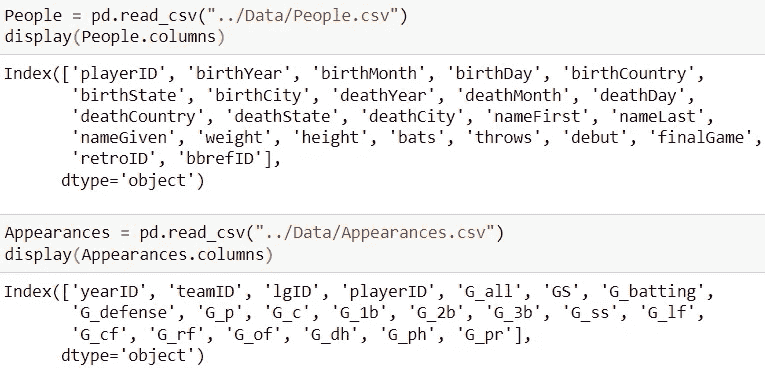 People = pd.read_csv("../Data/People.csv")
display(People.columns)
Index(['playerID', 'birthYear', 'birthMonth', 'birthDay', 'birthCountry',
'birthState', 'birthCity', 'deathYear', 'deathMonth', 'deathDay',
'deathCountry', 'deathState', 'deathCity', 'nameFirst', 'nameLast',
'nameGiven', 'weight', 'height', 'bats', 'throws', 'debut', 'finalGame',
'retroID', 'bbrefID'],
dtype='object')
Appearances = pd.read_csv("../Data/Appearances.csv")
display(Appearances.columns)
Index(['yearID', 'teamID', 'lgID', 'playerID', 'G_all', 'GS', 'G_batting',
'G_defense', 'G_p', 'G_c', 'G_1b', 'G_2b', 'G_3b', 'G_ss', 'G_lf',
'G_cf', 'G_rf', 'G_of', 'G_dh', 'G_ph', 'G_pr'],
dtype='object')